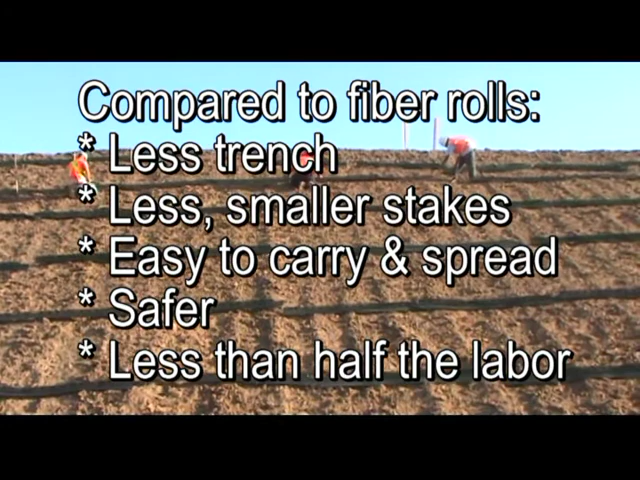 Compared to fiber rolls:
* Less trench
* Less, smaller stakes
* Easy to carry & spread
* Safer
* Less than half the labor